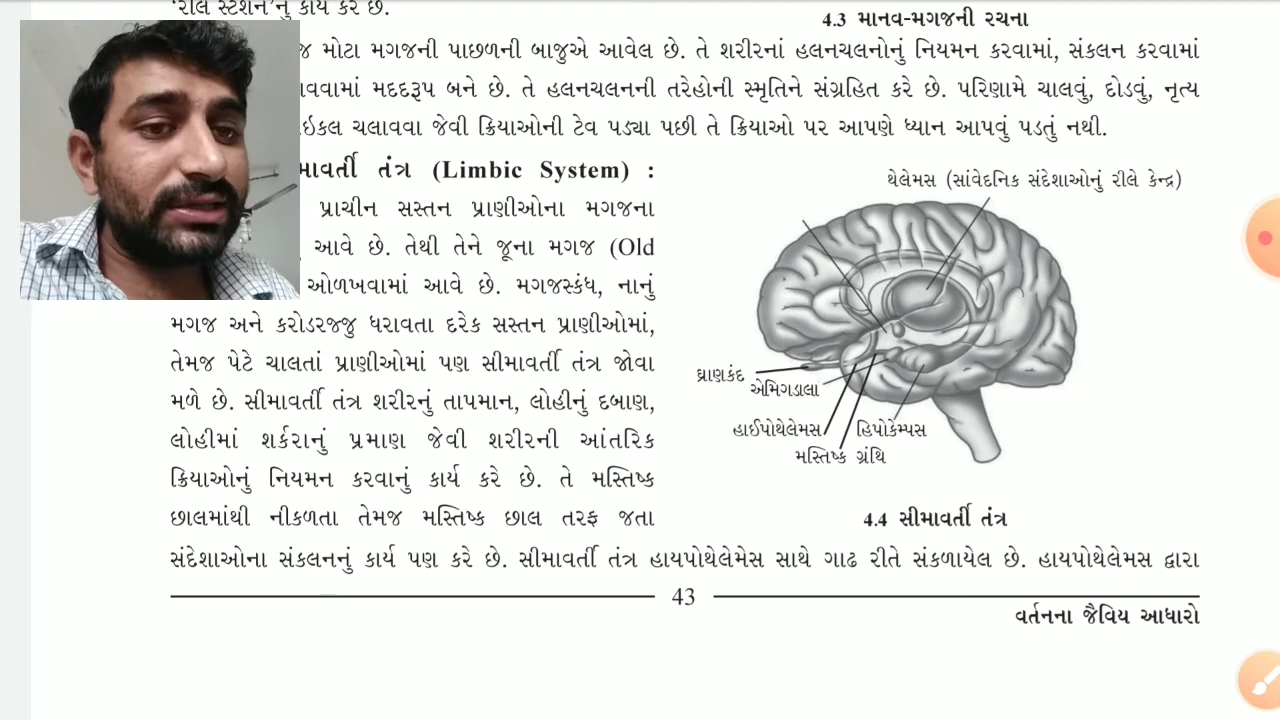 'રીલ સ્ટેશન'નું કાર્ય કરે છે.
4.3 માનવ-મગજની રચના
જ મોટા મગજની પાછળની બાજુએ આવેલ છે. તે શરીરનાં હલનચલનોનું નિયમન કરવામાં, સંકલન કરવામાં
મદદરૂપ બને છે. તે હલનચલનની તરેહોની સ્મૃતિને સંગ્રહિત કરે છે. પરિણામે ચાલવું, દોડવું, નૃત્ય
ચલાવવા જેવી ક્રિયાઓની ટેવ પડ્યા પછી તે ક્રિયાઓ પર આપણે ધ્યાન આપવું પડતું નથી.
માવર્તી તંત્ર (Limbic System) :
પ્રાચીન સસ્તન પ્રાણીઓના મગજના
આવે છે. તેથી તેને જૂના મગજ (Old
ઓળખવામાં આવે છે. મગજસ્કંધ, નાનું
મગજ અને કરોડરજ્જુ ધરાવતા દરેક સસ્તન પ્રાણીઓમાં,
તેમજ પેટે ચાલતાં પ્રાણીઓમાં પણ સીમાવર્તી તંત્ર જોવા
મળે છે. સીમાવર્તી તંત્ર શરીરનું તાપમાન, લોહીનું દબાણ,
લોહીમાં શર્કરાનું પ્રમાણ જેવી શરીરની આંતરિક
ક્રિયાઓનું નિયમન કરવાનું કાર્ય કરે છે. તે મસ્તિષ્ક
છાલમાંથી નીકળતા તેમજ મસ્તિષ્ક છાલ તરફ જતા
થેલેમસ (સાંવેદનિક સંદેશાઓનું રીલે કેન્દ્ર)
ઘ્રાણકંદ
એમિગડાલા
હાઈપોથેલેમસ
હિપોકેમ્પસ
મસ્તિષ્ક ગ્રંથિ
4.4 સીમાવર્તી તંત્ર
સંદેશાઓના સંકલનનું કાર્ય પણ કરે છે. સીમાવર્તી તંત્ર હાયપોથેલેમેસ સાથે ગાઢ રીતે સંકળાયેલ છે. હાયપોથેલેમસ દ્વારા
43
વર્તનના જૈવિય આધારો